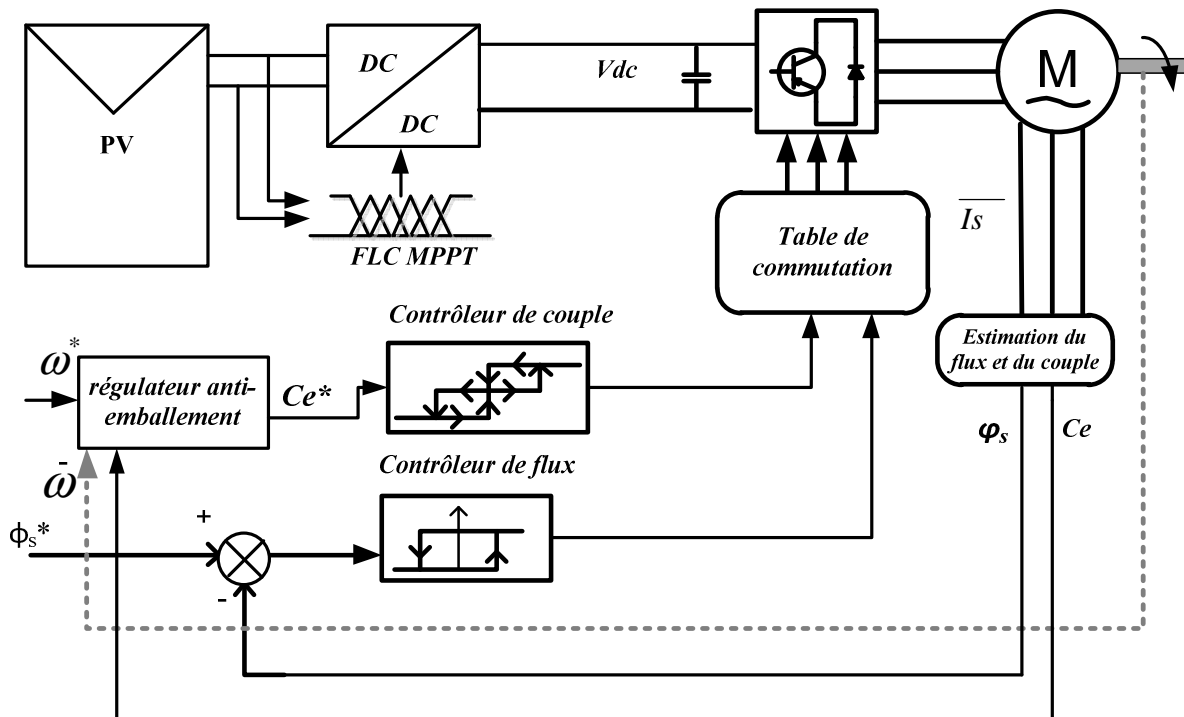 PV
DC
DC
Vdc
M
FLC MPPT
Table de
commutation
Is
Contrôleur de couple
Estimation du
flux et du couple
ω*
régulateur anti-
emballement
Ce*
φs
Ce
Contrôleur de flux
ω̄
+
ϕs*
-